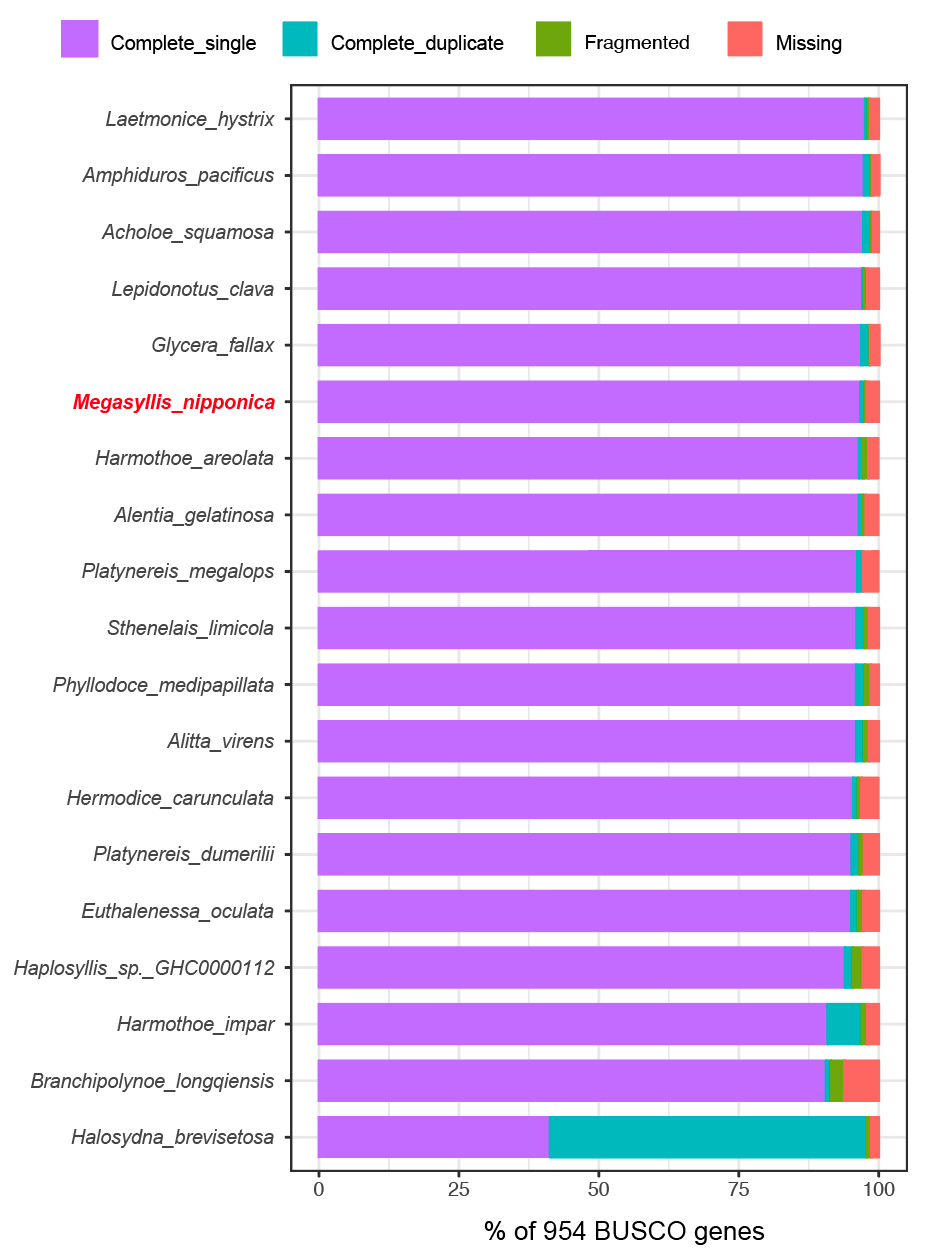 Complete_single Complete_duplicate Fragmented Missing
Laetmonice_hystrix
Amphiduros_pacificus
Acholoe_squamosa
Lepidonotus_clava
Glycera_fallax
Megasyllis_nipponica
Harmothoe_areolata
Alentia_gelatinosa
Platynereis_megalops
Sthenelais_limicola
Phyllodoce_medipapillata
Alitta_virens
Hermodice_carunculata
Platynereis_dumerilii
Euthalenessa_oculata
Haplosyllis_sp._GHC0000112
Harmothoe_impar
Branchipolynoe_longqiensis
Halosydna_brevisetosa
0 25 50 75 100
% of 954 BUSCO genes